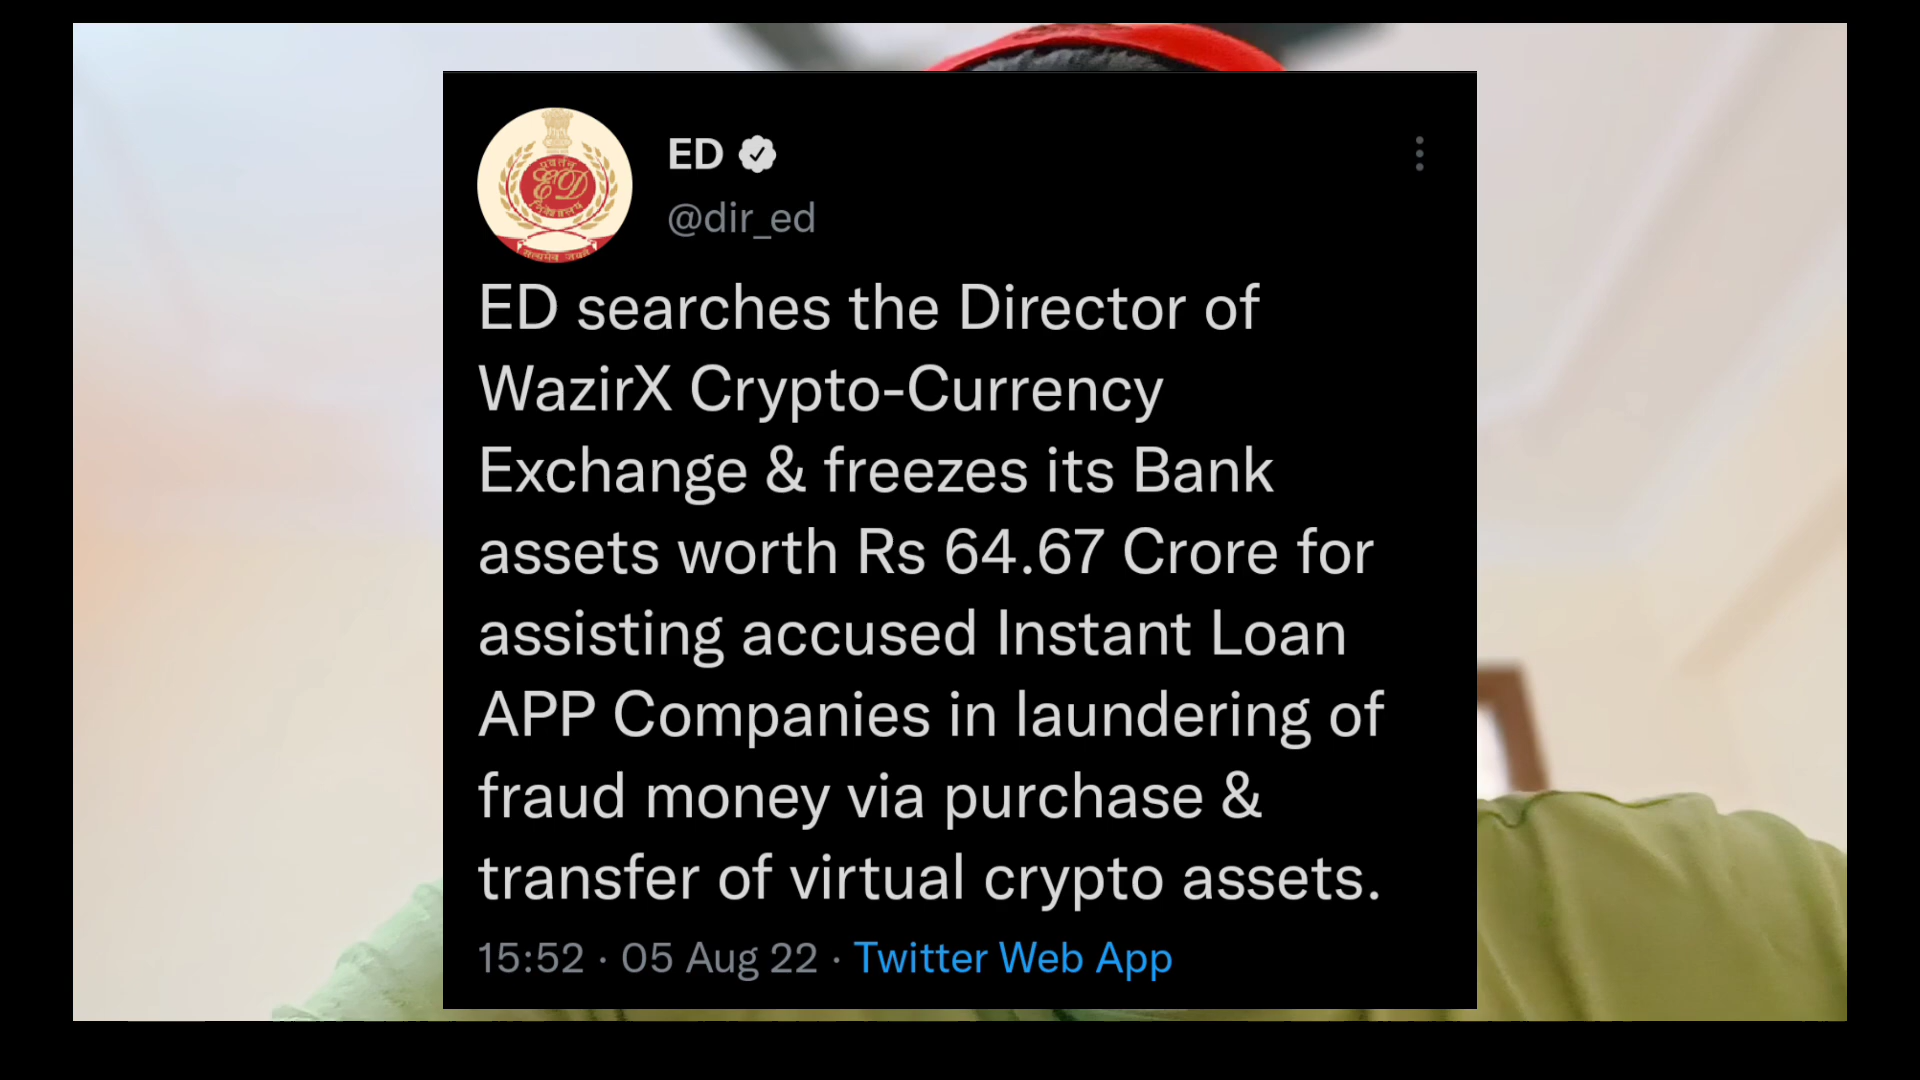 ED
@dir_ed
ED searches the Director of
WazirX Crypto-Currency
Exchange & freezes its Bank
assets worth Rs 64.67 Crore for
assisting accused Instant Loan
APP Companies in laundering of
fraud money via purchase &
transfer of virtual crypto assets.
15:52 · 05 Aug 22 · Twitter Web App